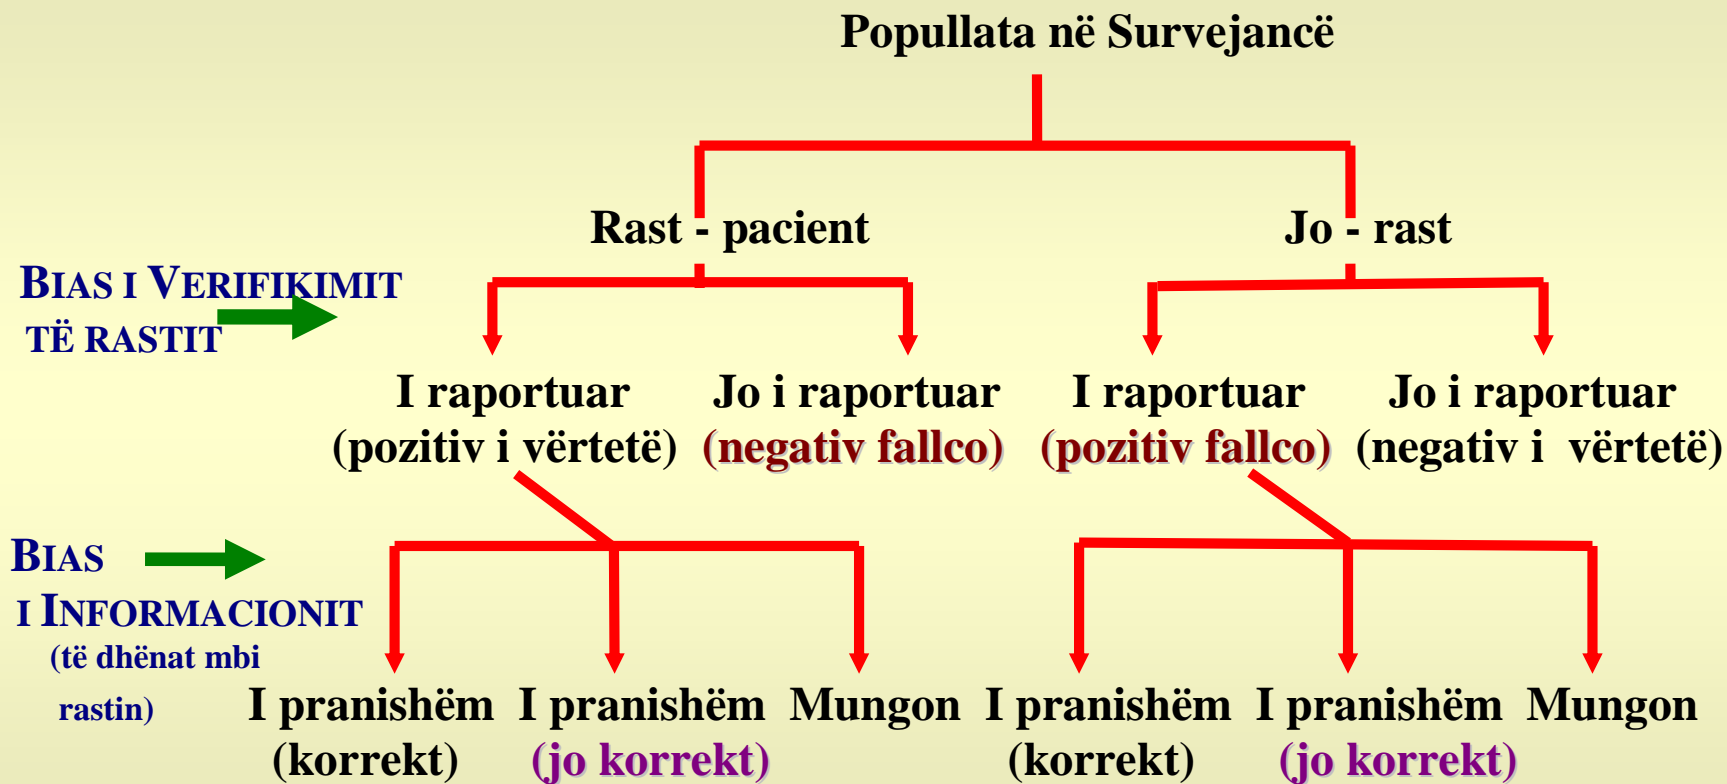 Popullata në Survejancë
Rast - pacient
Jo - rast
BIAS I VERIFIKIMIT
TË RASTIT
I raportuar
(pozitiv i vërtetë)
Jo i raportuar
(negativ fallco)
I raportuar
(pozitiv fallco)
Jo i raportuar
(negativ i vërtetë)
BIAS
I INFORMACIONIT
(të dhënat mbi
rastin)
I pranishëm
(korrekt)
I pranishëm
(jo korrekt)
Mungon
I pranishëm
(korrekt)
I pranishëm
(jo korrekt)
Mungon